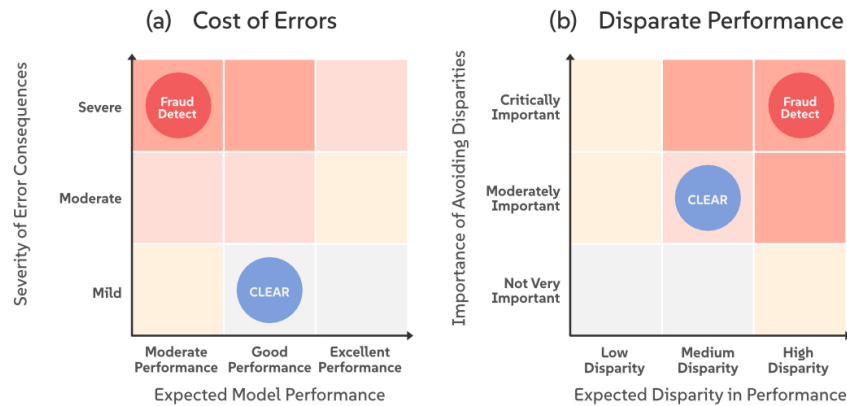 (a) Cost of Errors
Severity of Error Consequences
Severe
Moderate
Mild
Fraud
Detect
CLEAR
Moderate
Performance
Good
Performance
Excellent
Performance
Expected Model Performance
(b) Disparate Performance
Importance of Avoiding Disparities
Critically
Important
Moderately
Important
Not Very
Important
Fraud
Detect
CLEAR
Low
Disparity
Medium
Disparity
High
Disparity
Expected Disparity in Performance